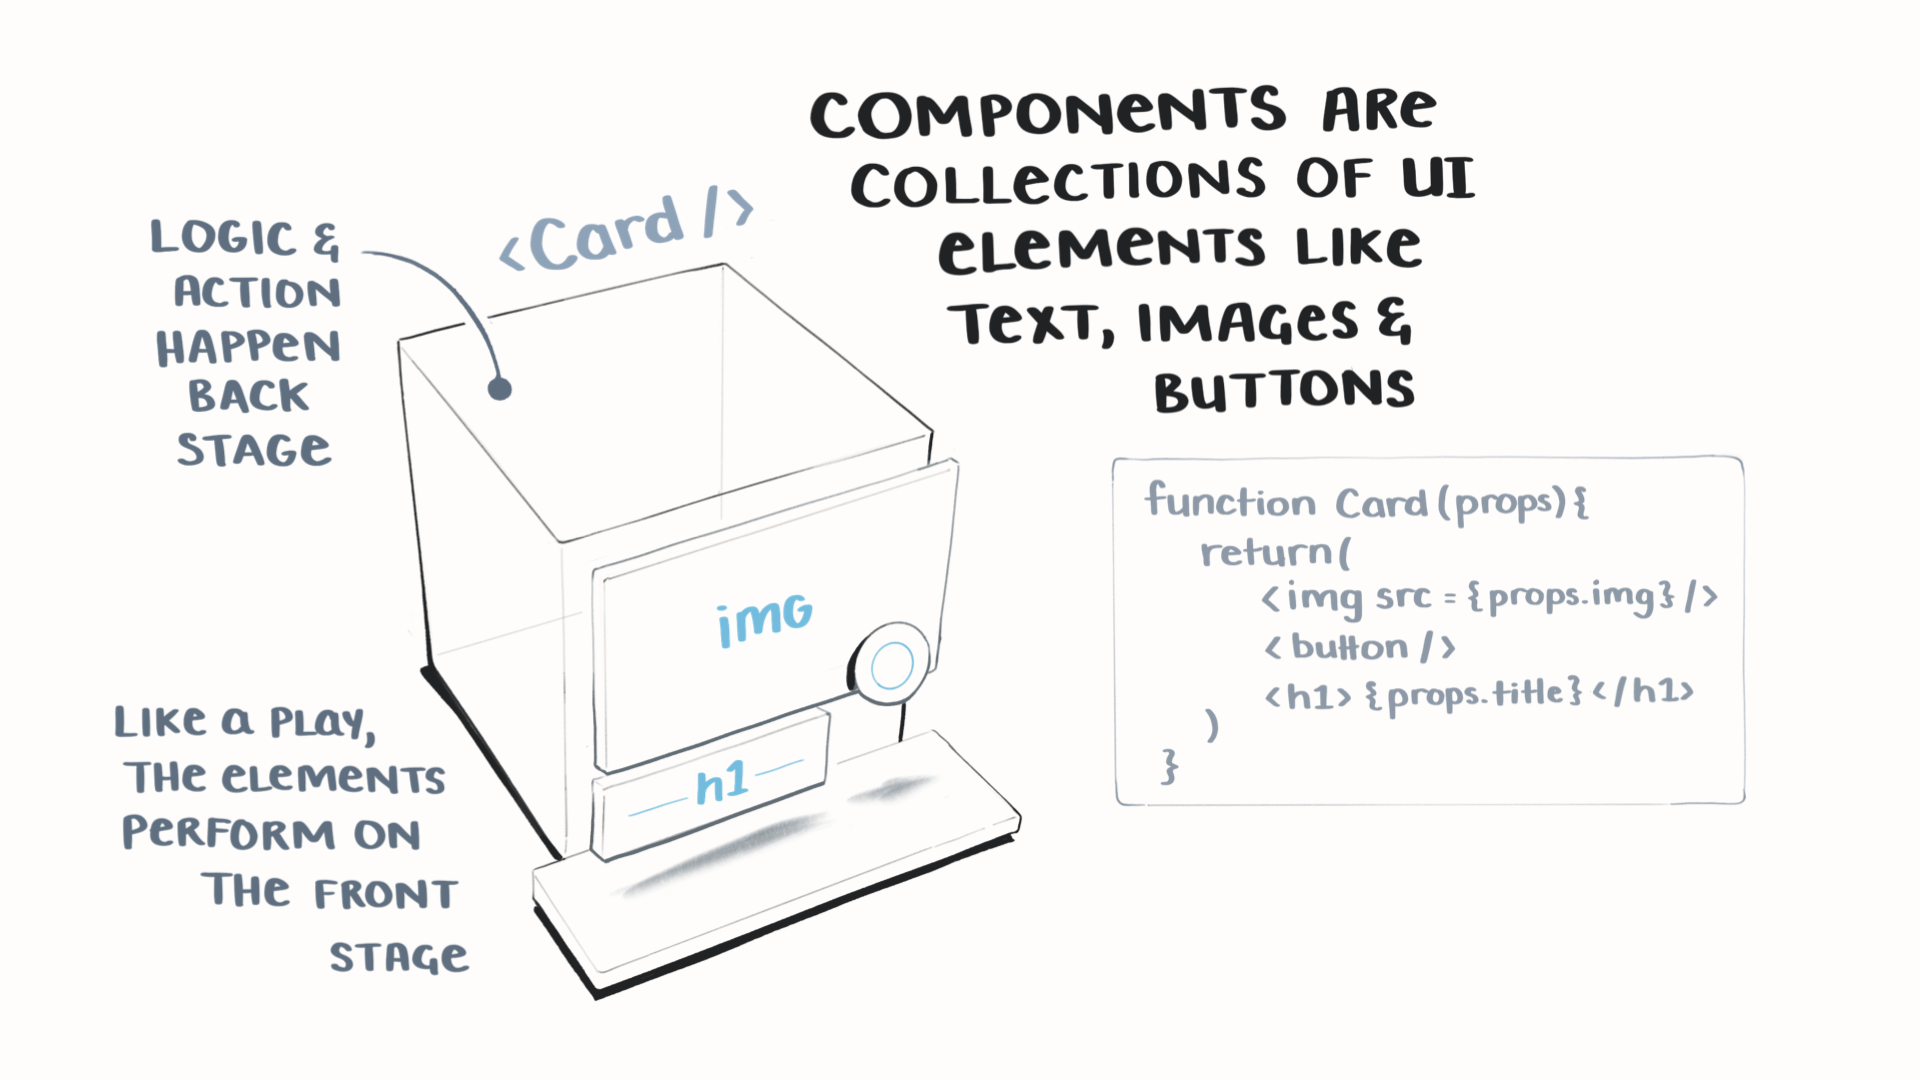 COMPONENTS ARE
COLLECTIONS OF UI
ELEMENTS LIKE
TEXT, IMAGES &
BUTTONS
<Card />
LOGIC &
ACTION
HAPPEN
BACK
STAGE
img
h1
LIKE A PLAY,
THE ELEMENTS
PERFORM ON
THE FRONT
STAGE
function Card (props) {
return (
<img src = {props.img} />
<button />
<h1> {props.title} </h1>
)
}